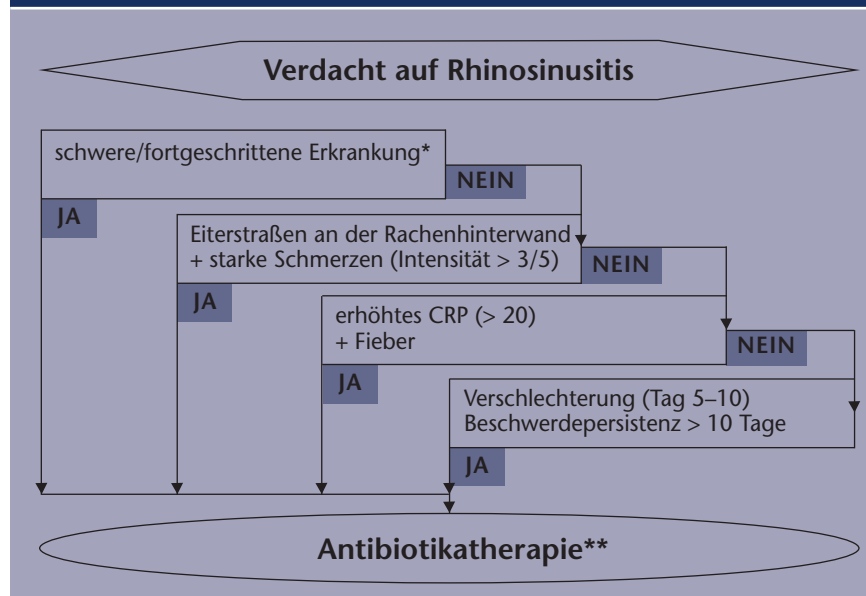 Verdacht auf Rhinosinusitis
schwere/fortgeschrittene Erkrankung*
NEIN
JA
Eiterstraßen an der Rachenhinterwand
+ starke Schmerzen (Intensität > 3/5)
NEIN
JA
erhöhtes CRP (> 20)
+ Fieber
NEIN
JA
Verschlechterung (Tag 5–10)
Beschwerdepersistenz > 10 Tage
JA
Antibiotikatherapie**